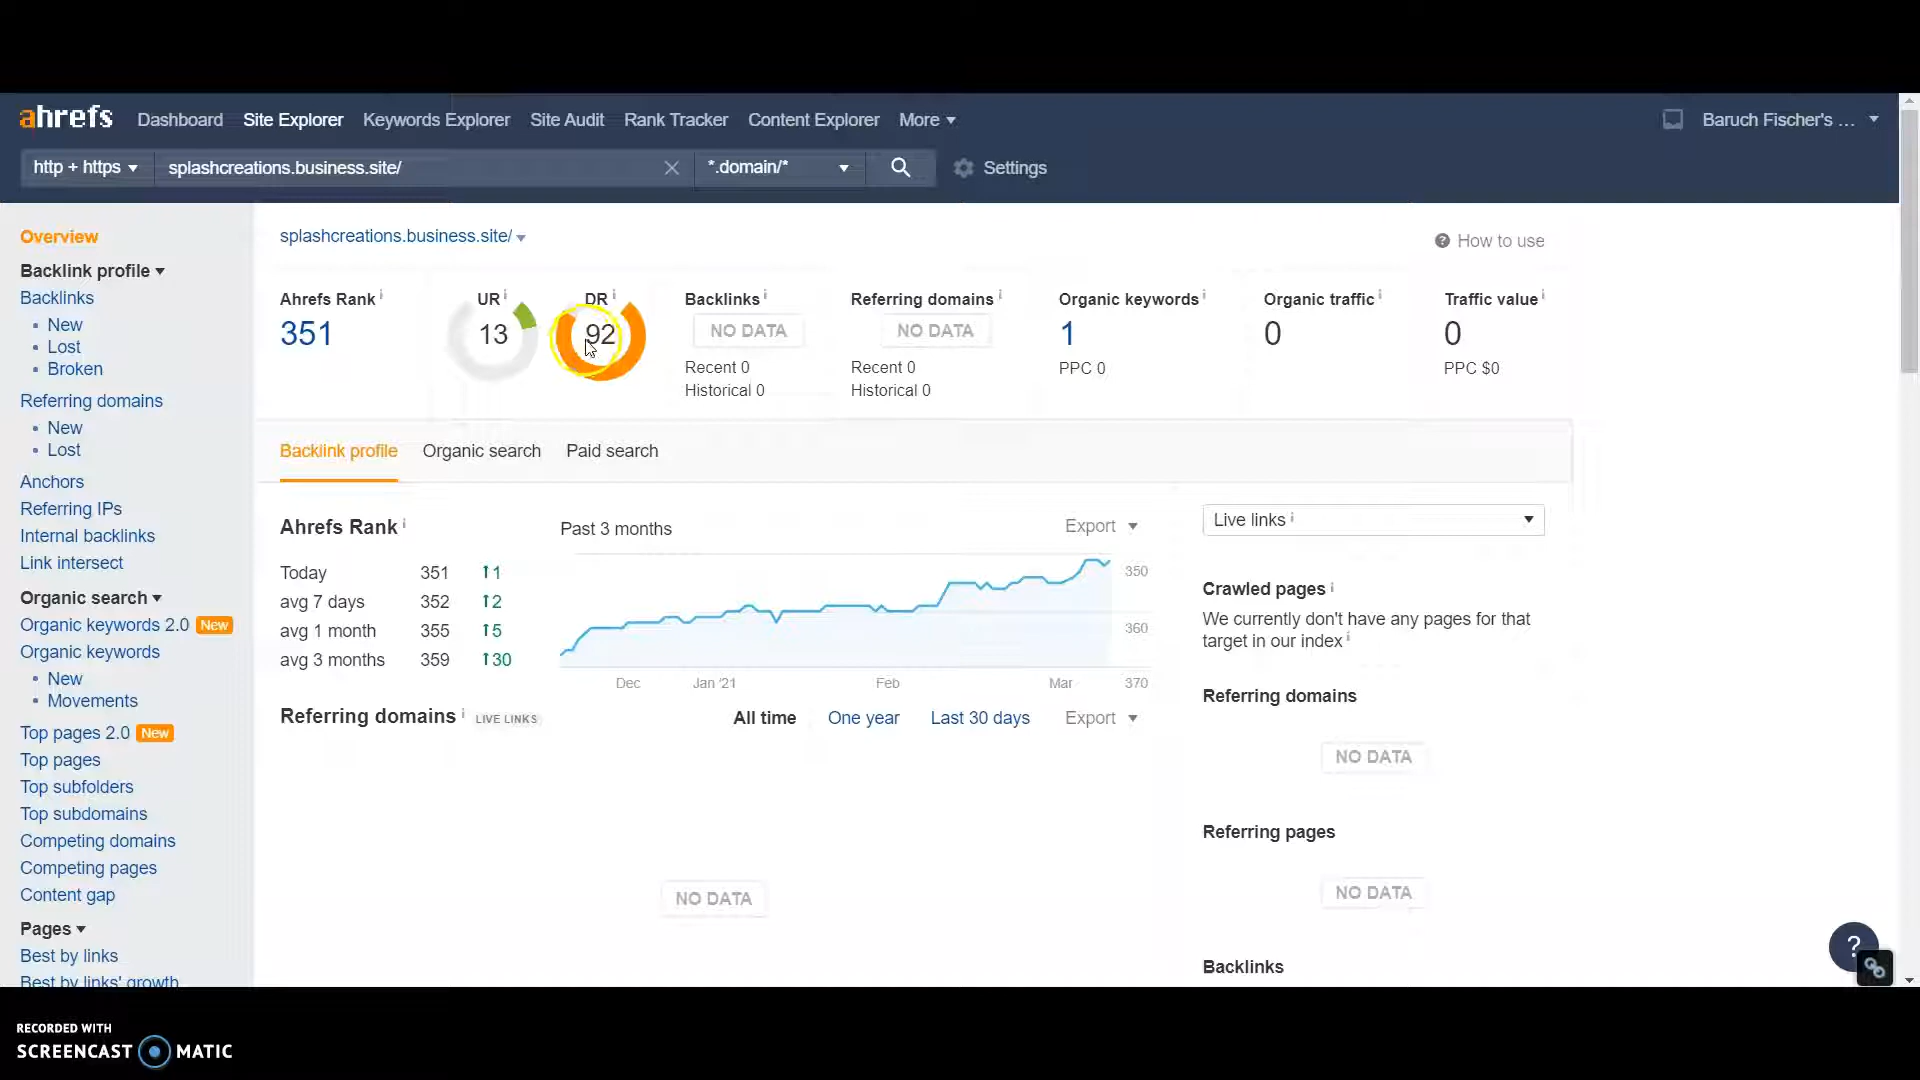 ahrefs Dashboard Site Explorer Keywords Explorer Site Audit Rank Tracker Content Explorer More Baruch Fischer's ...
http + https splashcreations.business.site/ *.domain/* Settings
Overview
Backlink profile
Backlinks
New
Lost
Broken
Referring domains
New
Lost
Anchors
Referring IPs
Internal backlinks
Link intersect
Organic search
Organic keywords 2.0 New
Organic keywords
New
Movements
Top pages 2.0 New
Top pages
Top subfolders
Top subdomains
Competing domains
Competing pages
Content gap
Pages
Best by links
Best by links' growth
splashcreations.business.site/
How to use
Ahrefs Rank i UR i DR i Backlinks i Referring domains i Organic keywords i Organic traffic i Traffic value i
351 13 92 NO DATA NO DATA 1 0 0
Recent 0 Recent 0 PPC 0 PPC $0
Historical 0 Historical 0
Backlink profile Organic search Paid search
Ahrefs Rank i Past 3 months Export
Today 351 ↑1
avg 7 days 352 ↑2
avg 1 month 355 ↑5
avg 3 months 359 ↑30
350
360
370
Dec Jan '21 Feb Mar
Referring domains i LIVE LINKS All time One year Last 30 days Export
NO DATA
Live links i
Crawled pages i
We currently don't have any pages for that
target in our index i
Referring domains
NO DATA
Referring pages
NO DATA
Backlinks
?
RECORDED WITH
SCREENCAST MATIC